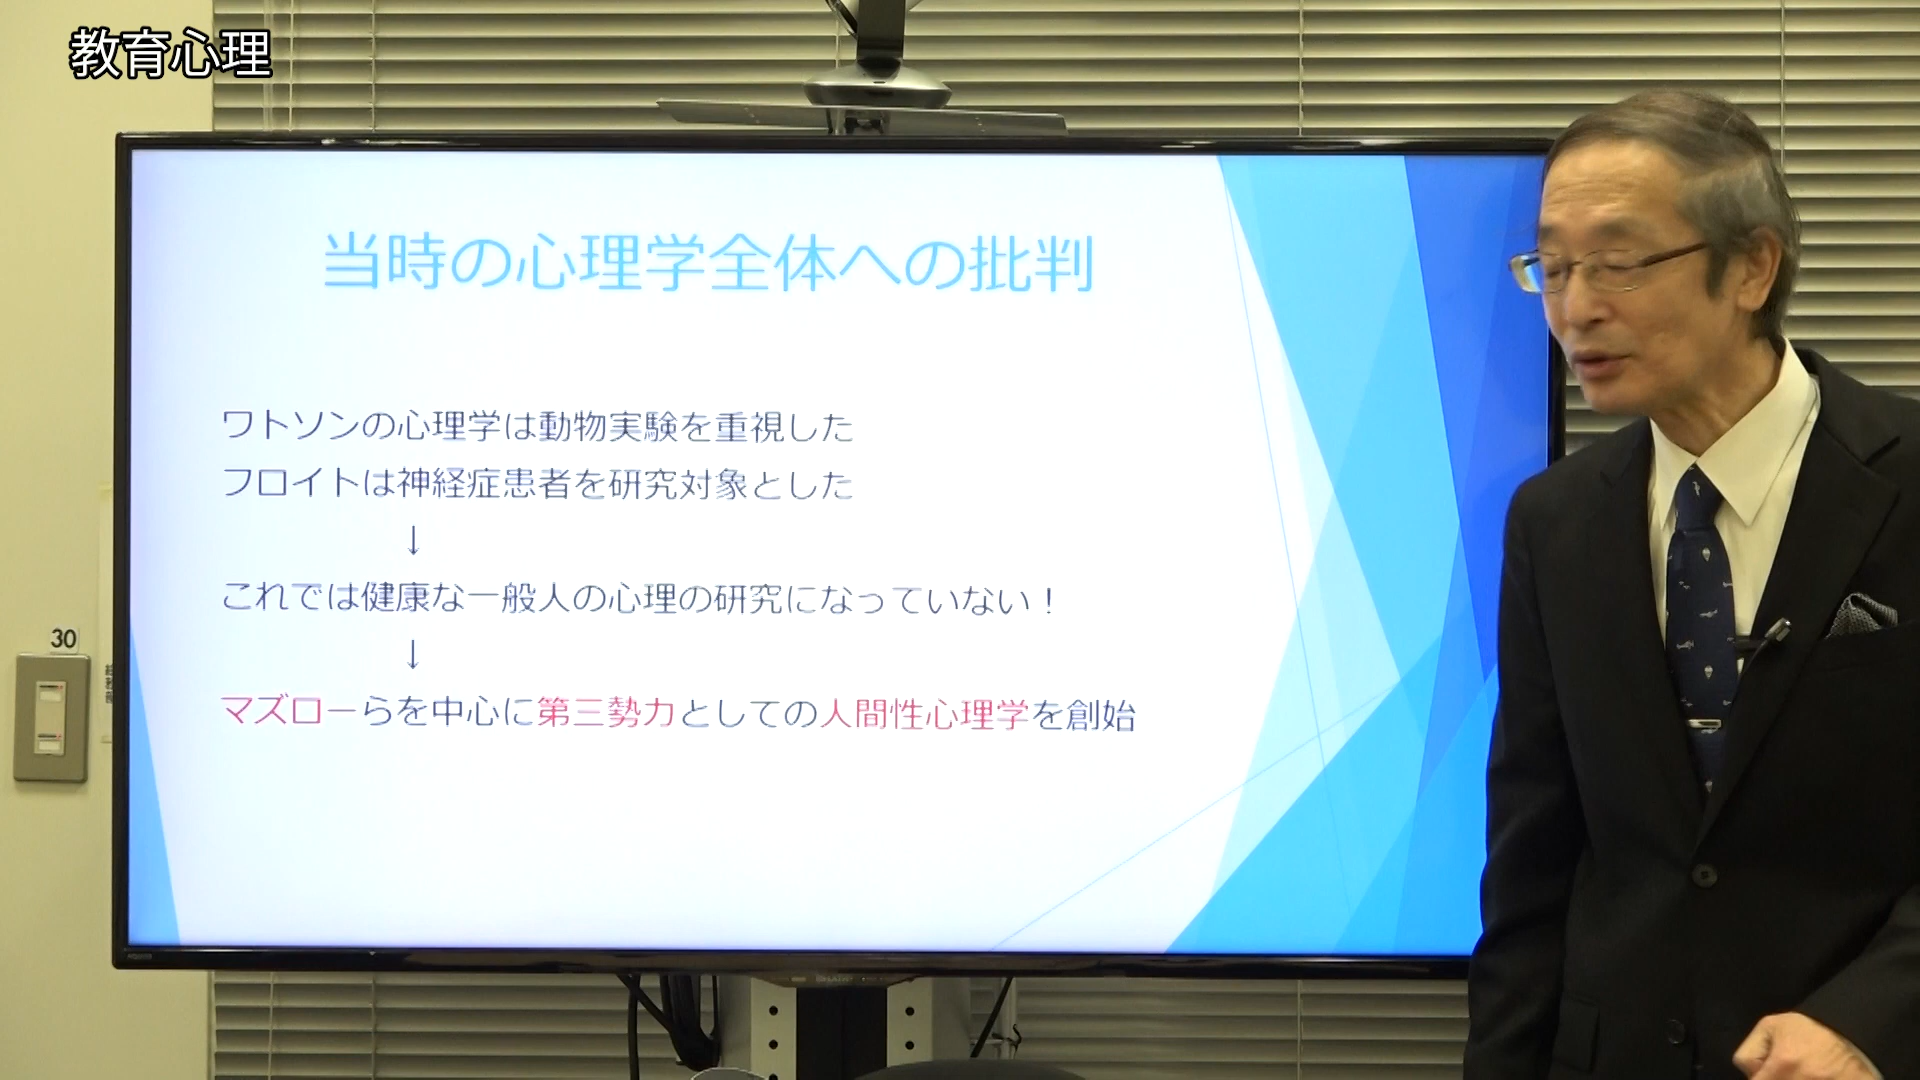 教育心理
当時の心理学全体への批判
ワトソンの心理学は動物実験を重視した
フロイトは神経症患者を研究対象とした
↓
これでは健康な一般人の心理の研究になっていない！
↓
マズローらを中心に第三勢力としての人間性心理学を創始
30